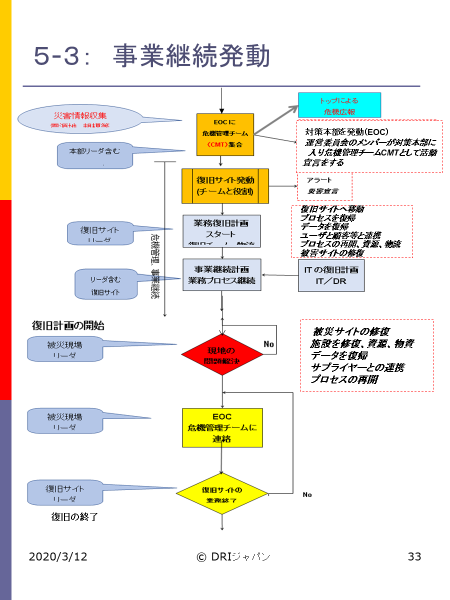 5-3： 事業継続発動
災害情報収集
トップによる
危機広報
EOCに
危機管理チーム
(CMT)集合
対策本部を発動(EOC)
運営委員会のメンバーが対策本部に
入り危機管理チームCMTとして活動
宣言をする
本部リーダ含む
復旧サイト発動
(チームと役割)
アラート
災害宣言
復旧サイトへ移動
プロセスを復帰
データを復帰
ユーザと顧客等と連携
プロセスの再開、資源、物流
被害サイトの修復
復旧サイト
リーダ
業務復旧計画
スタート
危機管理、事業継続
リーダ含む
復旧サイト
事業継続計画
業務プロセス継続
ITの復旧計画
IT／DR
復旧計画の開始
被災現場
リーダ
現地の
問題解決
No
被災サイトの修復
施設を修復、資源、物資
データを復帰
サプライヤーとの連携
プロセスの再開
被災現場
リーダ
EOC
危機管理チームに
連絡
復旧サイト
リーダ
復旧サイトの
業務終了
No
復旧の終了
2020/3/12
© DRIジャパン
33